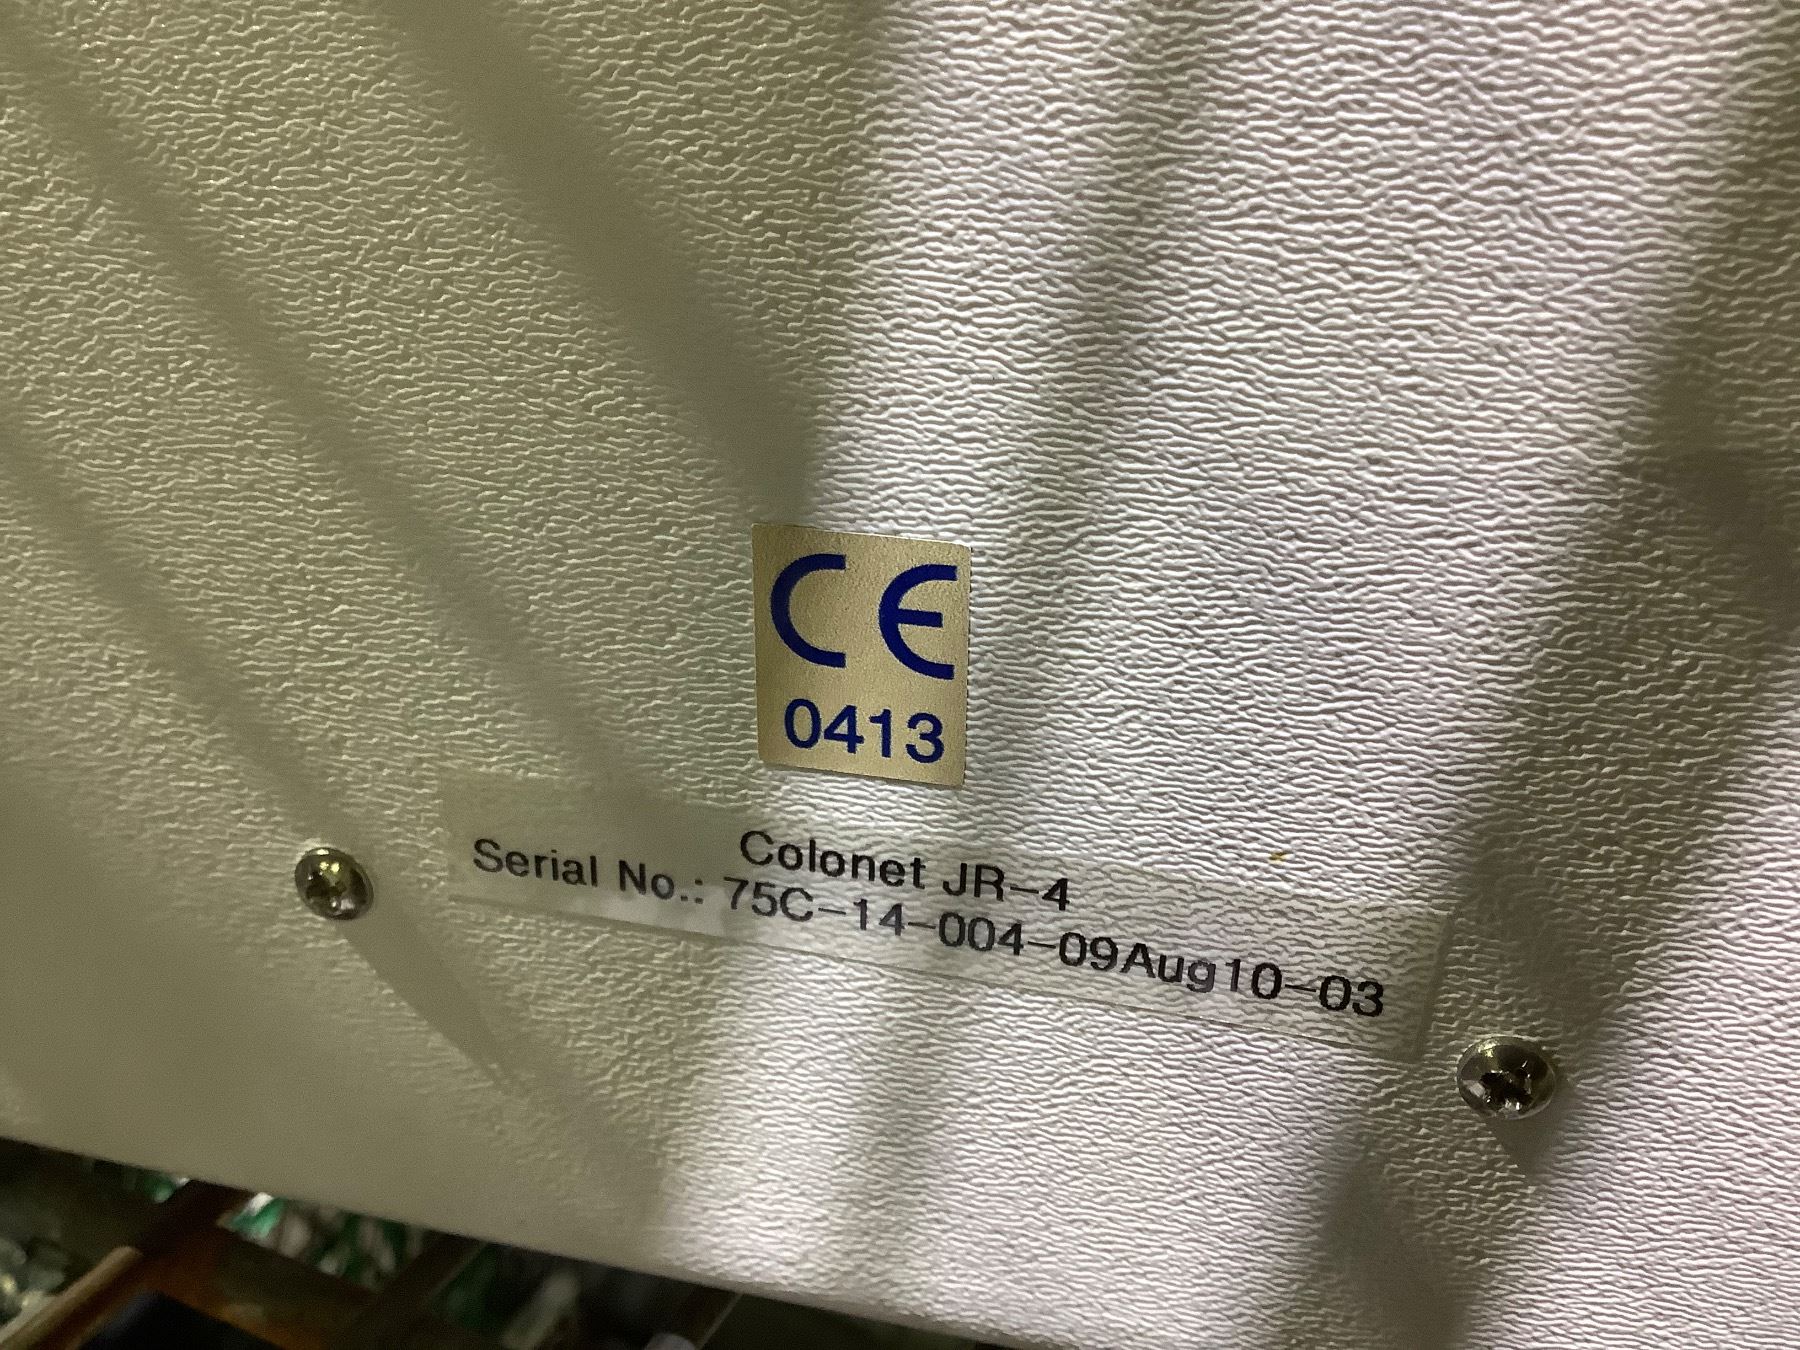 CE
0413
Colonet JR-4
Serial No.: 75C-14-004-09Aug10-03